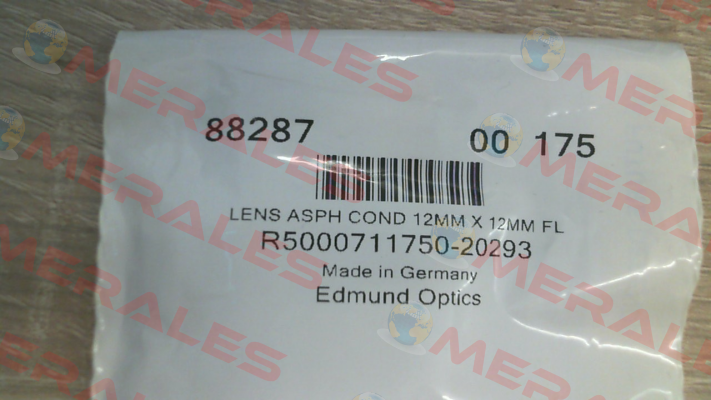 88287 00 175
LENS ASPH COND 12MM X 12MM FL
R5000711750-20293
Made in Germany
Edmund Optics
MERALES
MERALES
MERALES
MERALES
MERALES
MERALES